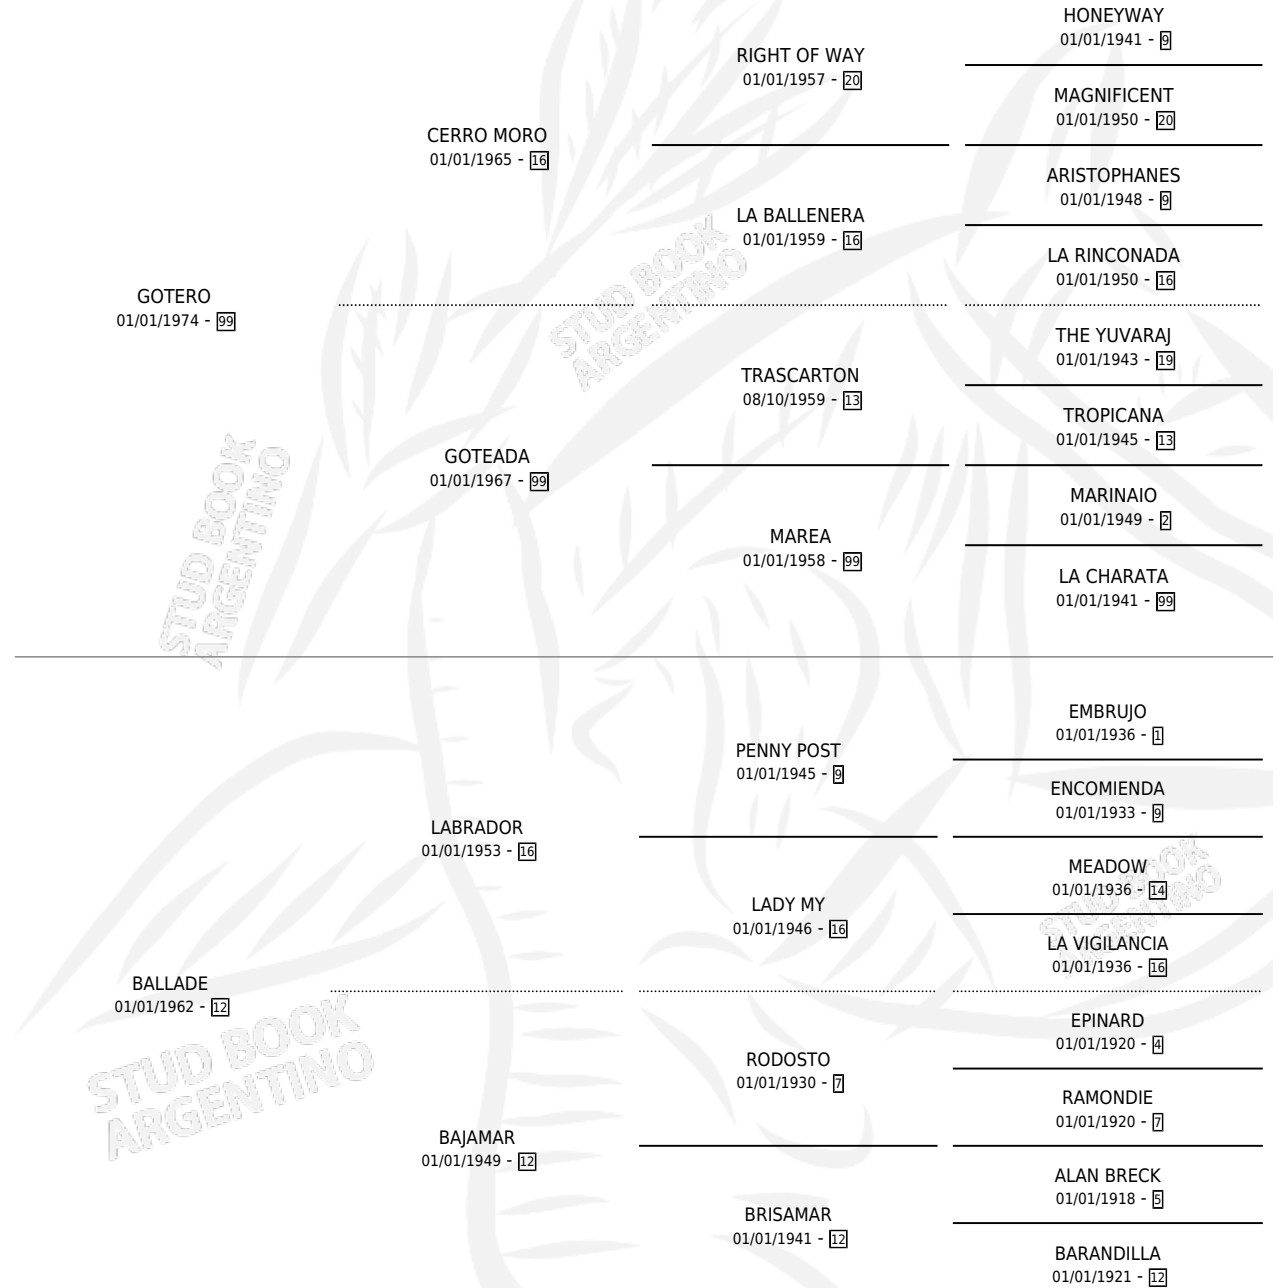 HONEYWAY
01/01/1941 - 9
RIGHT OF WAY
01/01/1957 - 20
MAGNIFICENT
01/01/1950 - 20
CERRO MORO
01/01/1965 - 16
ARISTOPHANES
01/01/1948 - 9
LA BALLENERA
01/01/1959 - 16
LA RINCONADA
01/01/1950 - 16
GOTERO
01/01/1974 - 99
STUD BOOK
ARGENTINO
THE YUVARAJ
01/01/1943 - 19
TRASCARTON
08/10/1959 - 13
TROPICANA
01/01/1945 - 13
GOTEADA
01/01/1967 - 99
MARINAIO
01/01/1949 - 2
MAREA
01/01/1958 - 99
LA CHARATA
01/01/1941 - 99
STUD BOOK
ARGENTINO
EMBRUJO
01/01/1936 - 1
PENNY POST
01/01/1945 - 9
ENCOMIENDA
01/01/1933 - 9
LABRADOR
01/01/1953 - 16
MEADOW
01/01/1936 - 14
LADY MY
01/01/1946 - 16
LA VIGILANCIA
01/01/1936 - 16
STUD BOOK
ARGENTINO
BALLADE
01/01/1962 - 12
EPINARD
01/01/1920 - 4
RODOSTO
01/01/1930 - 7
RAMONDIE
01/01/1920 - 7
STUD BOOK
ARGENTINO
BAJAMAR
01/01/1949 - 12
ALAN BRECK
01/01/1918 - 5
BRISAMAR
01/01/1941 - 12
BARANDILLA
01/01/1921 - 12